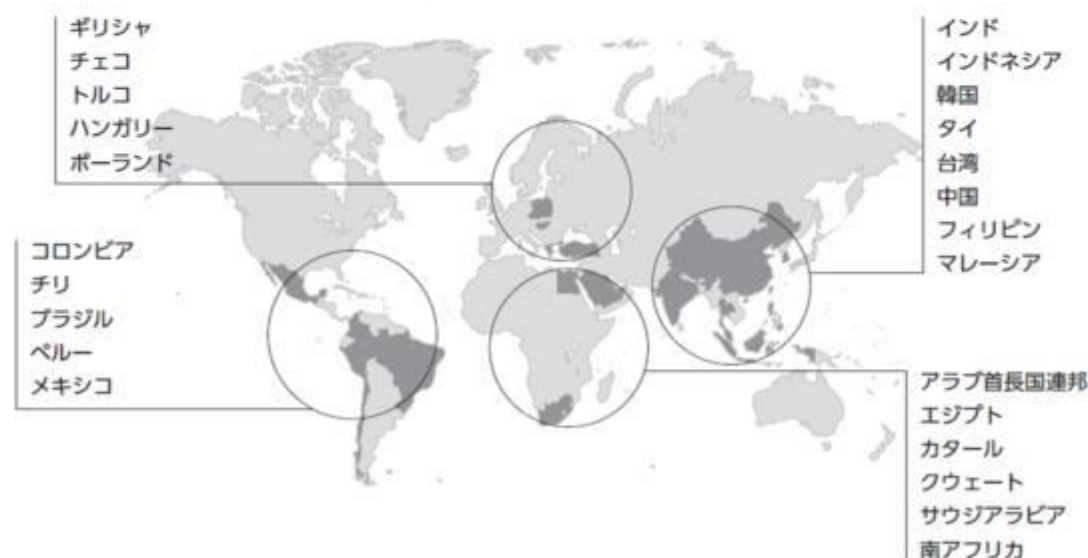 ギリシャ
チェコ
トルコ
ハンガリー
ポーランド
インド
インドネシア
韓国
タイ
台湾
中国
フィリピン
マレーシア
コロンビア
チリ
ブラジル
ペルー
メキシコ
アラブ首長国連邦
エジプト
カタール
クウェート
サウジアラビア
南アフリカ